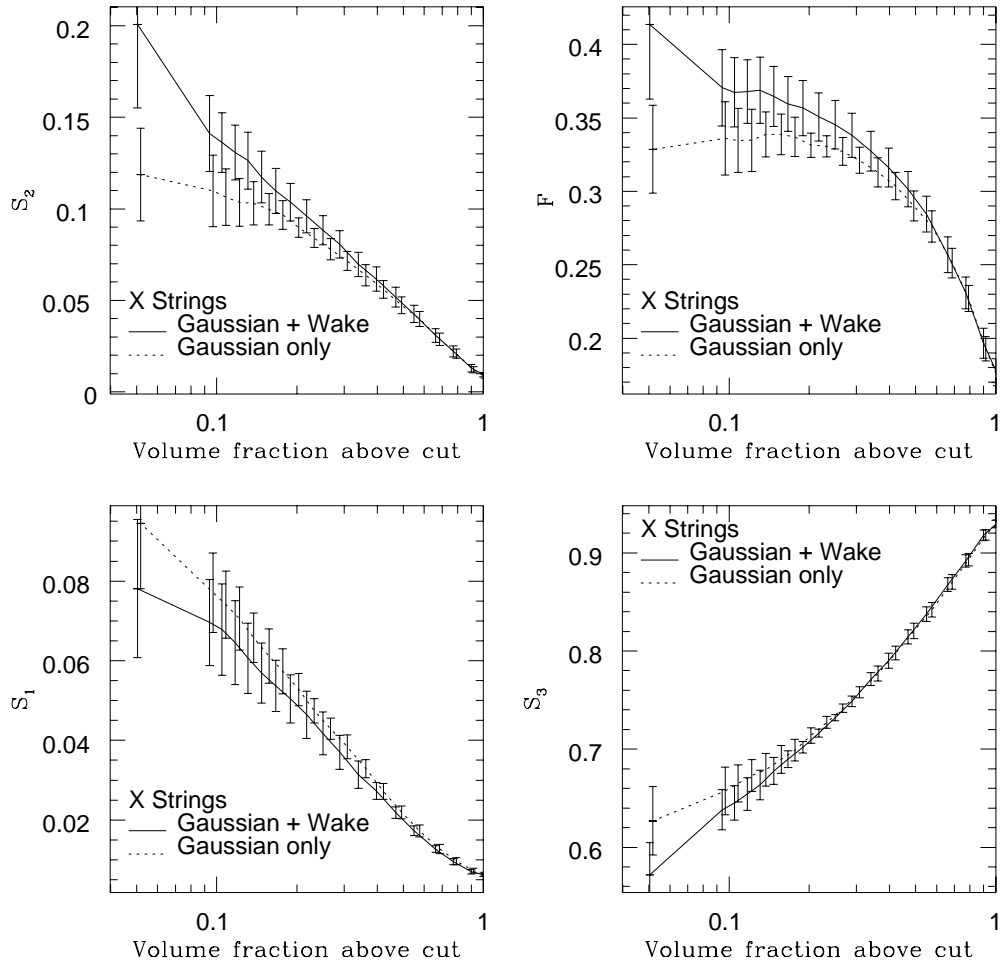 0.2
0.15
0.1
0.05
0
S2
X Strings
Gaussian + Wake
Gaussian only
0.1
1
Volume fraction above cut
0.4
0.35
0.3
0.25
0.2
F
X Strings
Gaussian + Wake
Gaussian only
0.1
1
Volume fraction above cut
0.08
0.06
0.04
0.02
S1
X Strings
Gaussian + Wake
Gaussian only
0.1
1
Volume fraction above cut
0.9
0.8
0.7
0.6
S3
X Strings
Gaussian + Wake
Gaussian only
0.1
1
Volume fraction above cut